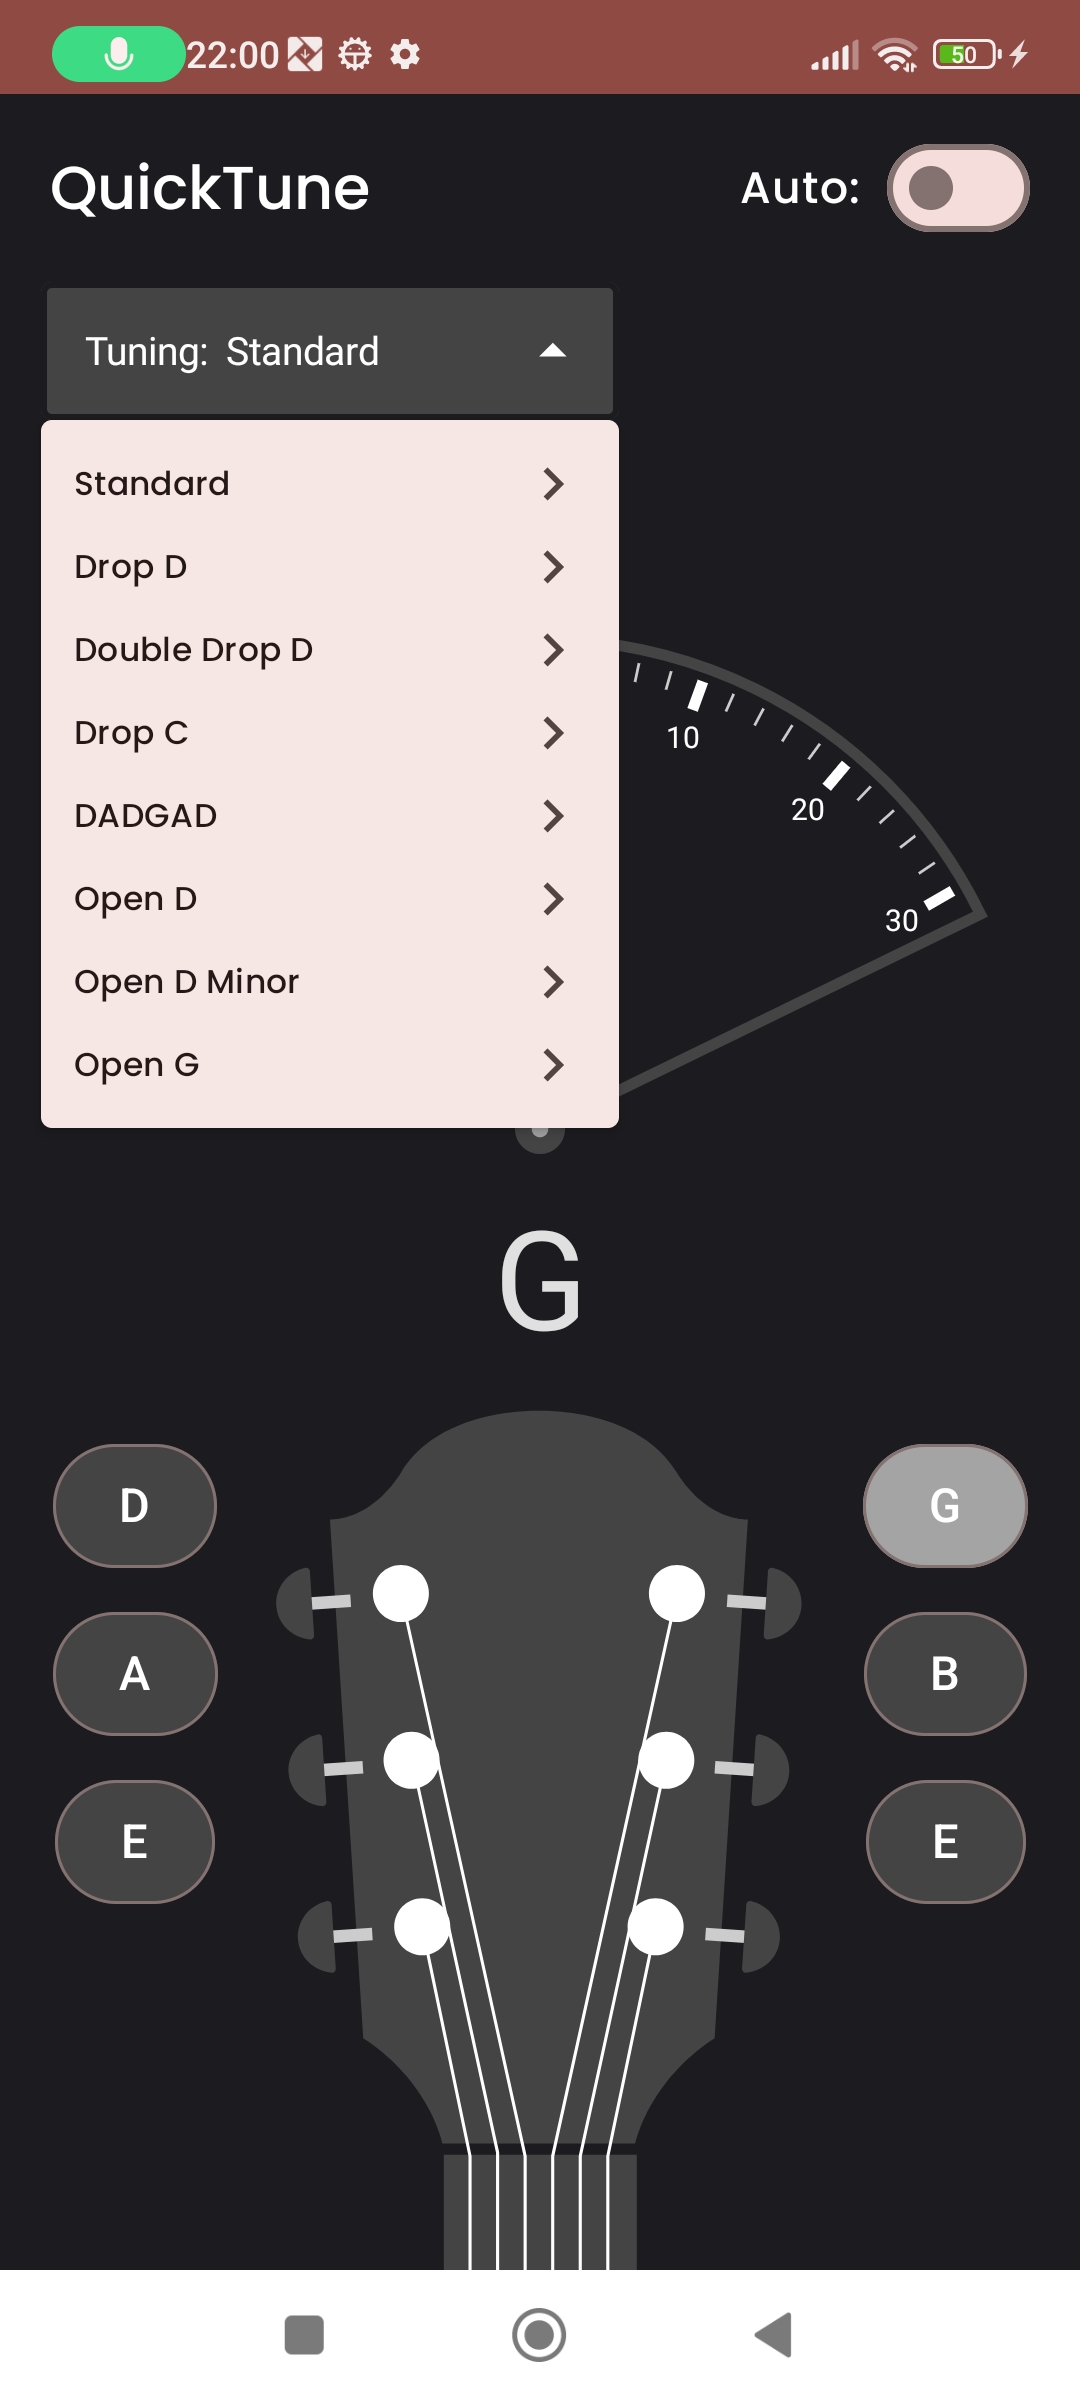 22:00
50
QuickTune
Auto:
Tuning: Standard
Standard
Drop D
Double Drop D
Drop C
DADGAD
Open D
Open D Minor
Open G
10
20
30
G
D
G
A
B
E
E